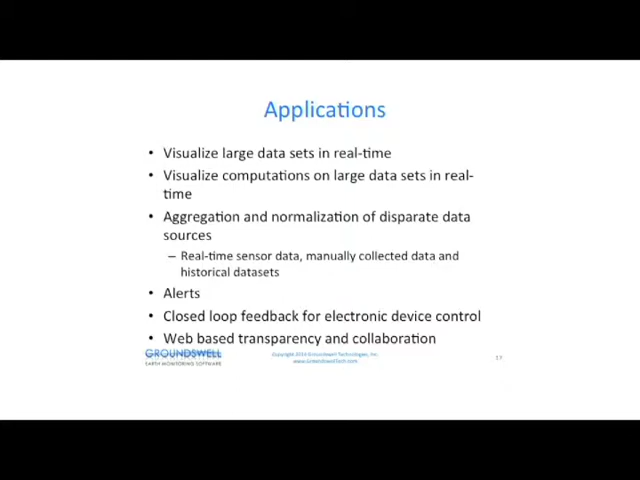 Applications
• Visualize large data sets in real-time
• Visualize computations on large data sets in real-
time
• Aggregation and normalization of disparate data
sources
– Real-time sensor data, manually collected data and
historical datasets
• Alerts
• Closed loop feedback for electronic device control
• Web based transparency and collaboration
GROUNDSWELL
EARTH MONITORING SOFTWARE
Copyright 2014 Groundswell Technologies, Inc.
www.GroundswellTech.com